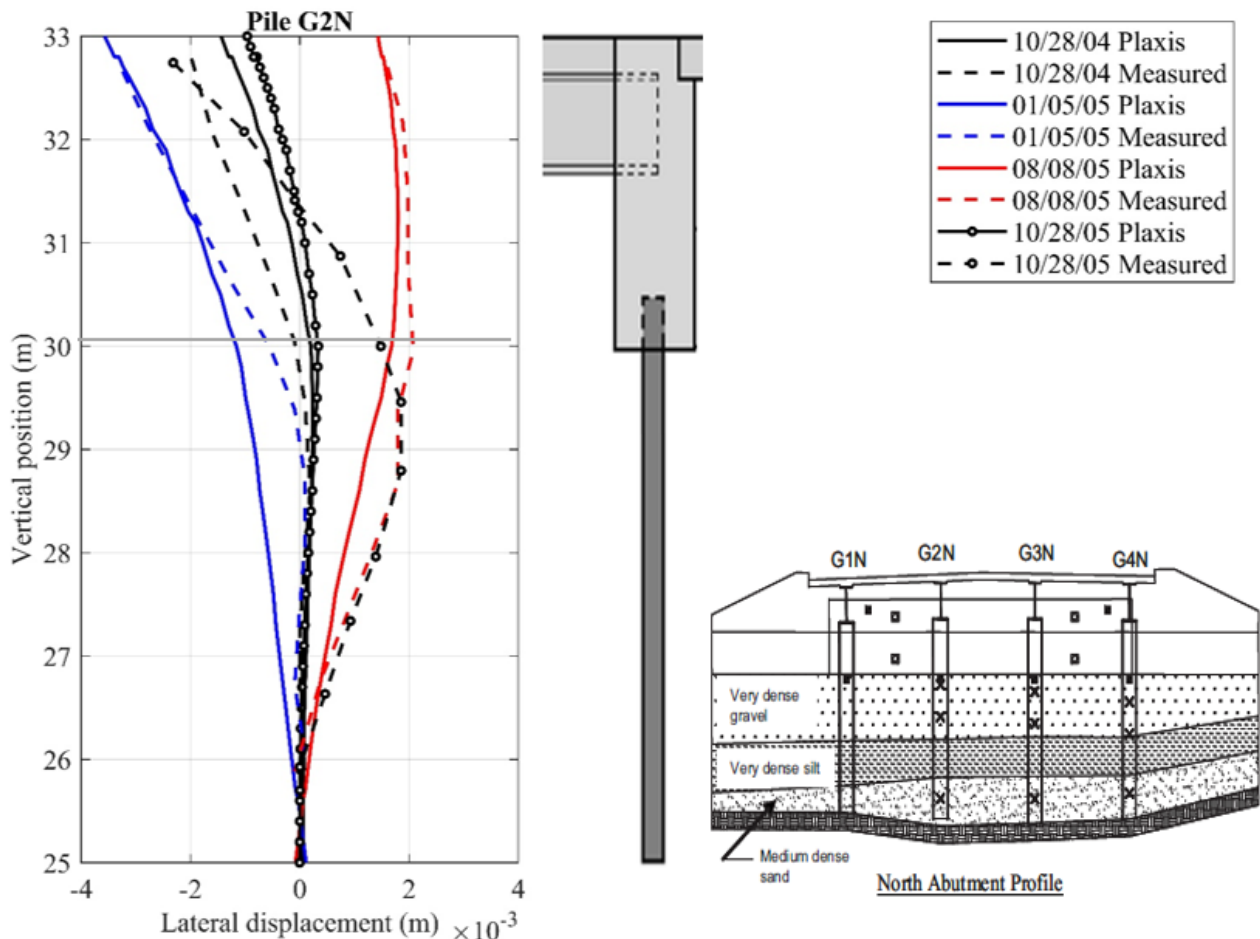 Pile G2N
33
32
31
30
29
28
27
26
25
Vertical position (m)
-4
-2
0
2
4
Lateral displacement (m)
×10-3
10/28/04 Plaxis
10/28/04 Measured
01/05/05 Plaxis
01/05/05 Measured
08/08/05 Plaxis
08/08/05 Measured
10/28/05 Plaxis
10/28/05 Measured
G1N
G2N
G3N
G4N
Very dense
gravel
Very dense silt
Medium dense
sand
North Abutment Profile